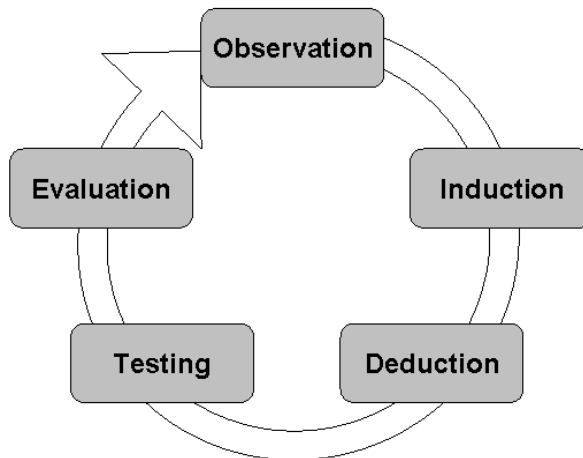 Observation
Induction
Deduction
Testing
Evaluation